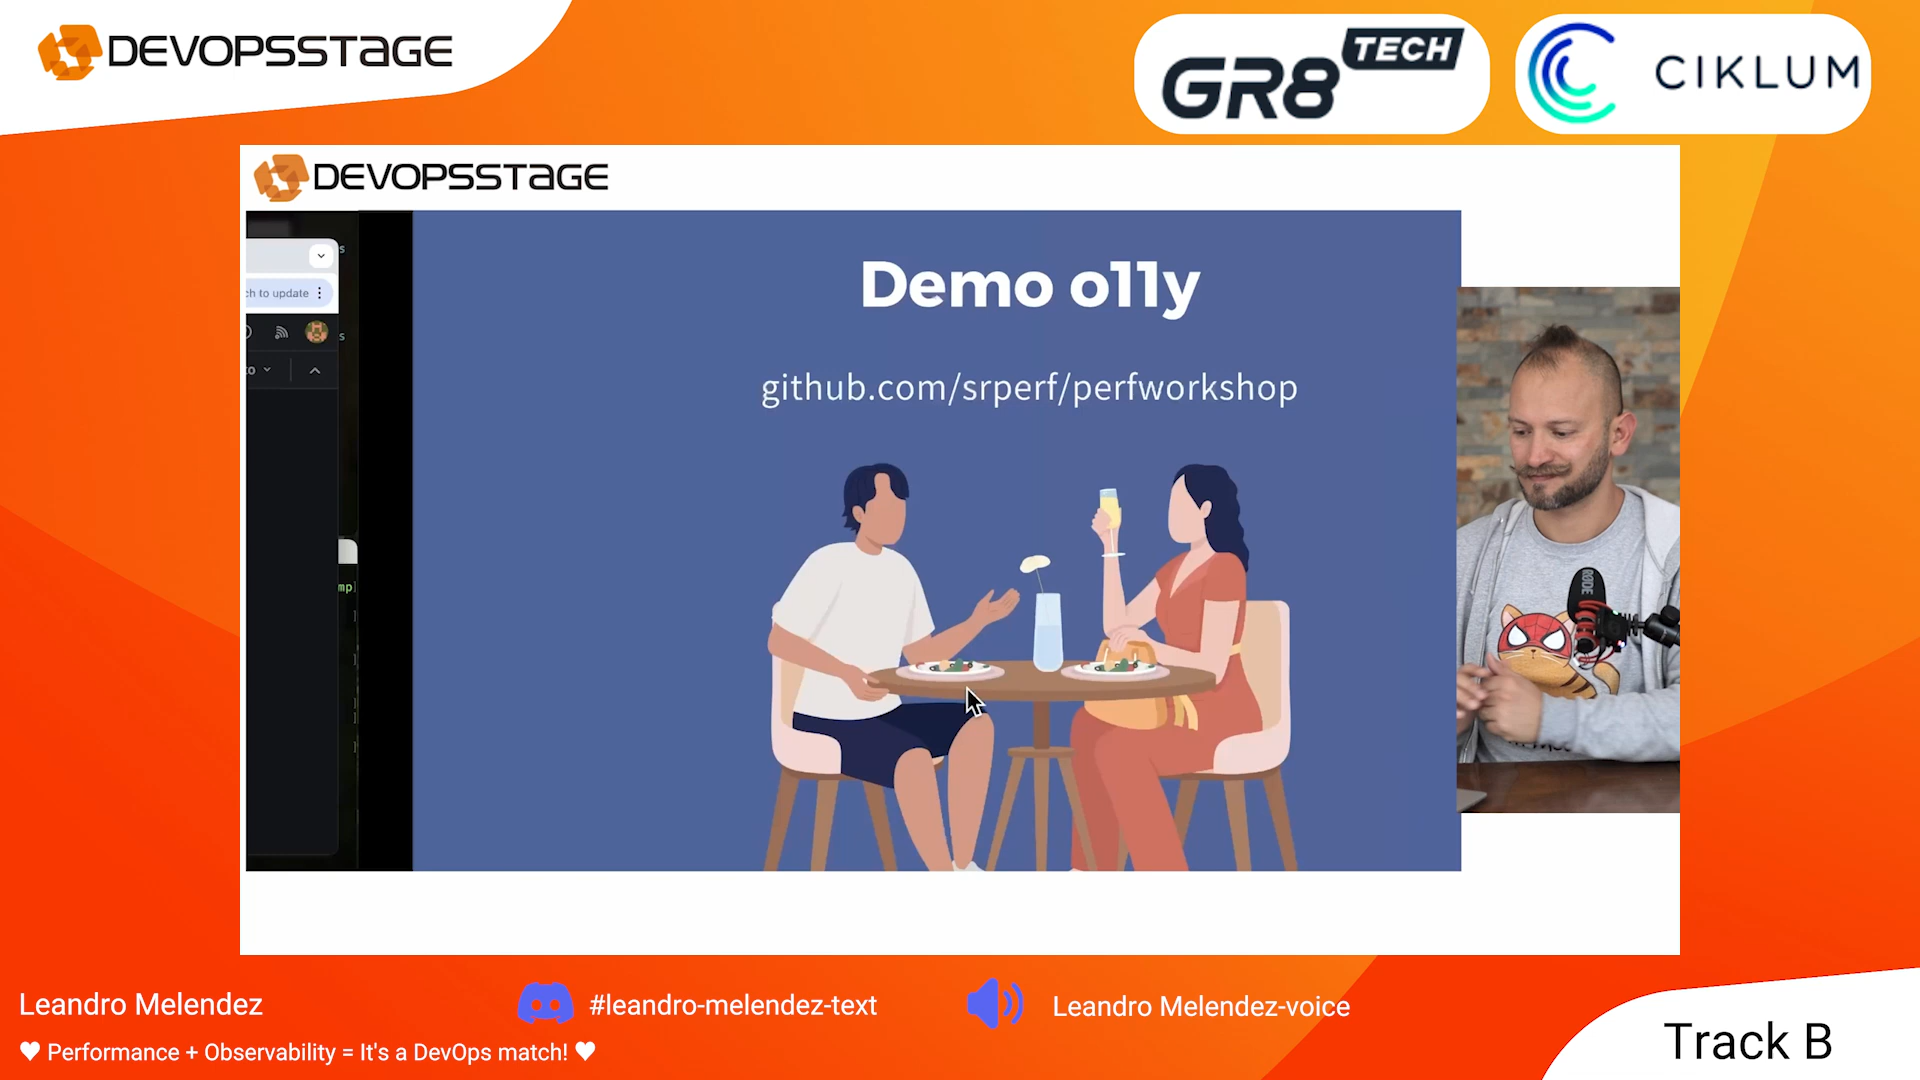 DEVOPSSTAGE
GR8 TECH
CIKLUM
DEVOPSSTAGE
Demo o11y
github.com/srperf/perfworkshop
ch to update
RØDE
Leandro Melendez
#leandro-melendez-text
Leandro Melendez-voice
♥ Performance + Observability = It's a DevOps match! ♥
Track B